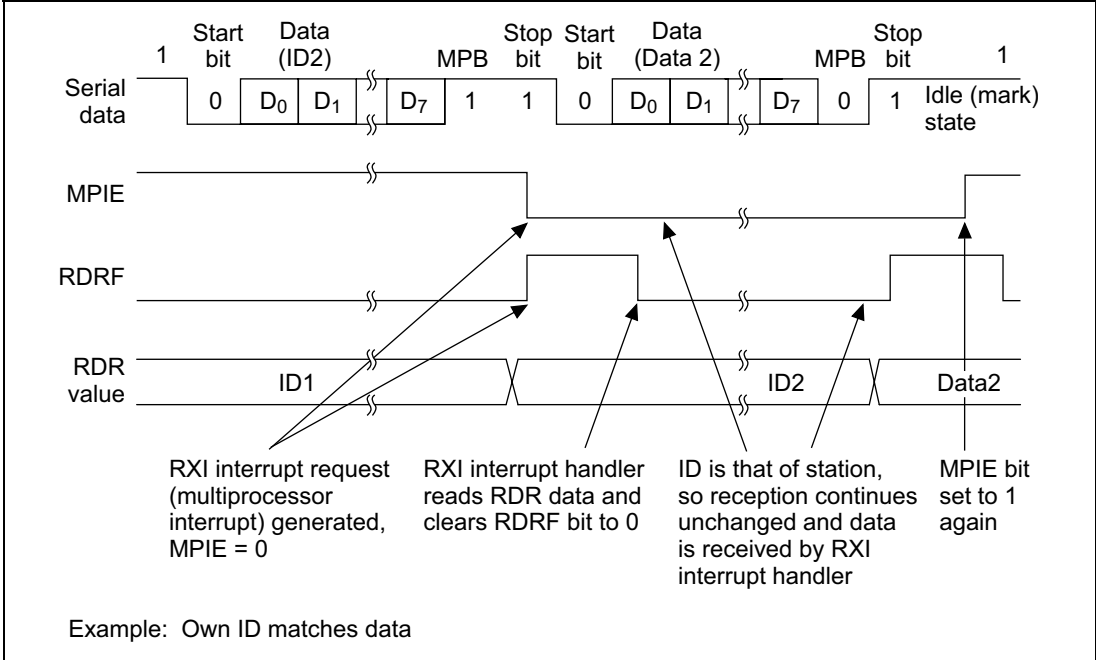 Start Data Stop Start Data Stop
1 bit (ID2) MPB bit bit (Data 2) MPB bit 1
Serial data 0 D0 D1 D7 1 1 0 D0 D1 D7 0 1 Idle (mark) state
MPIE
RDRF
RDR value ID1 ID2 Data2
RXI interrupt request
(multiprocessor
interrupt) generated,
MPIE = 0
RXI interrupt handler
reads RDR data and
clears RDRF bit to 0
ID is that of station,
so reception continues
unchanged and data
is received by RXI
interrupt handler
MPIE bit
set to 1
again
Example: Own ID matches data